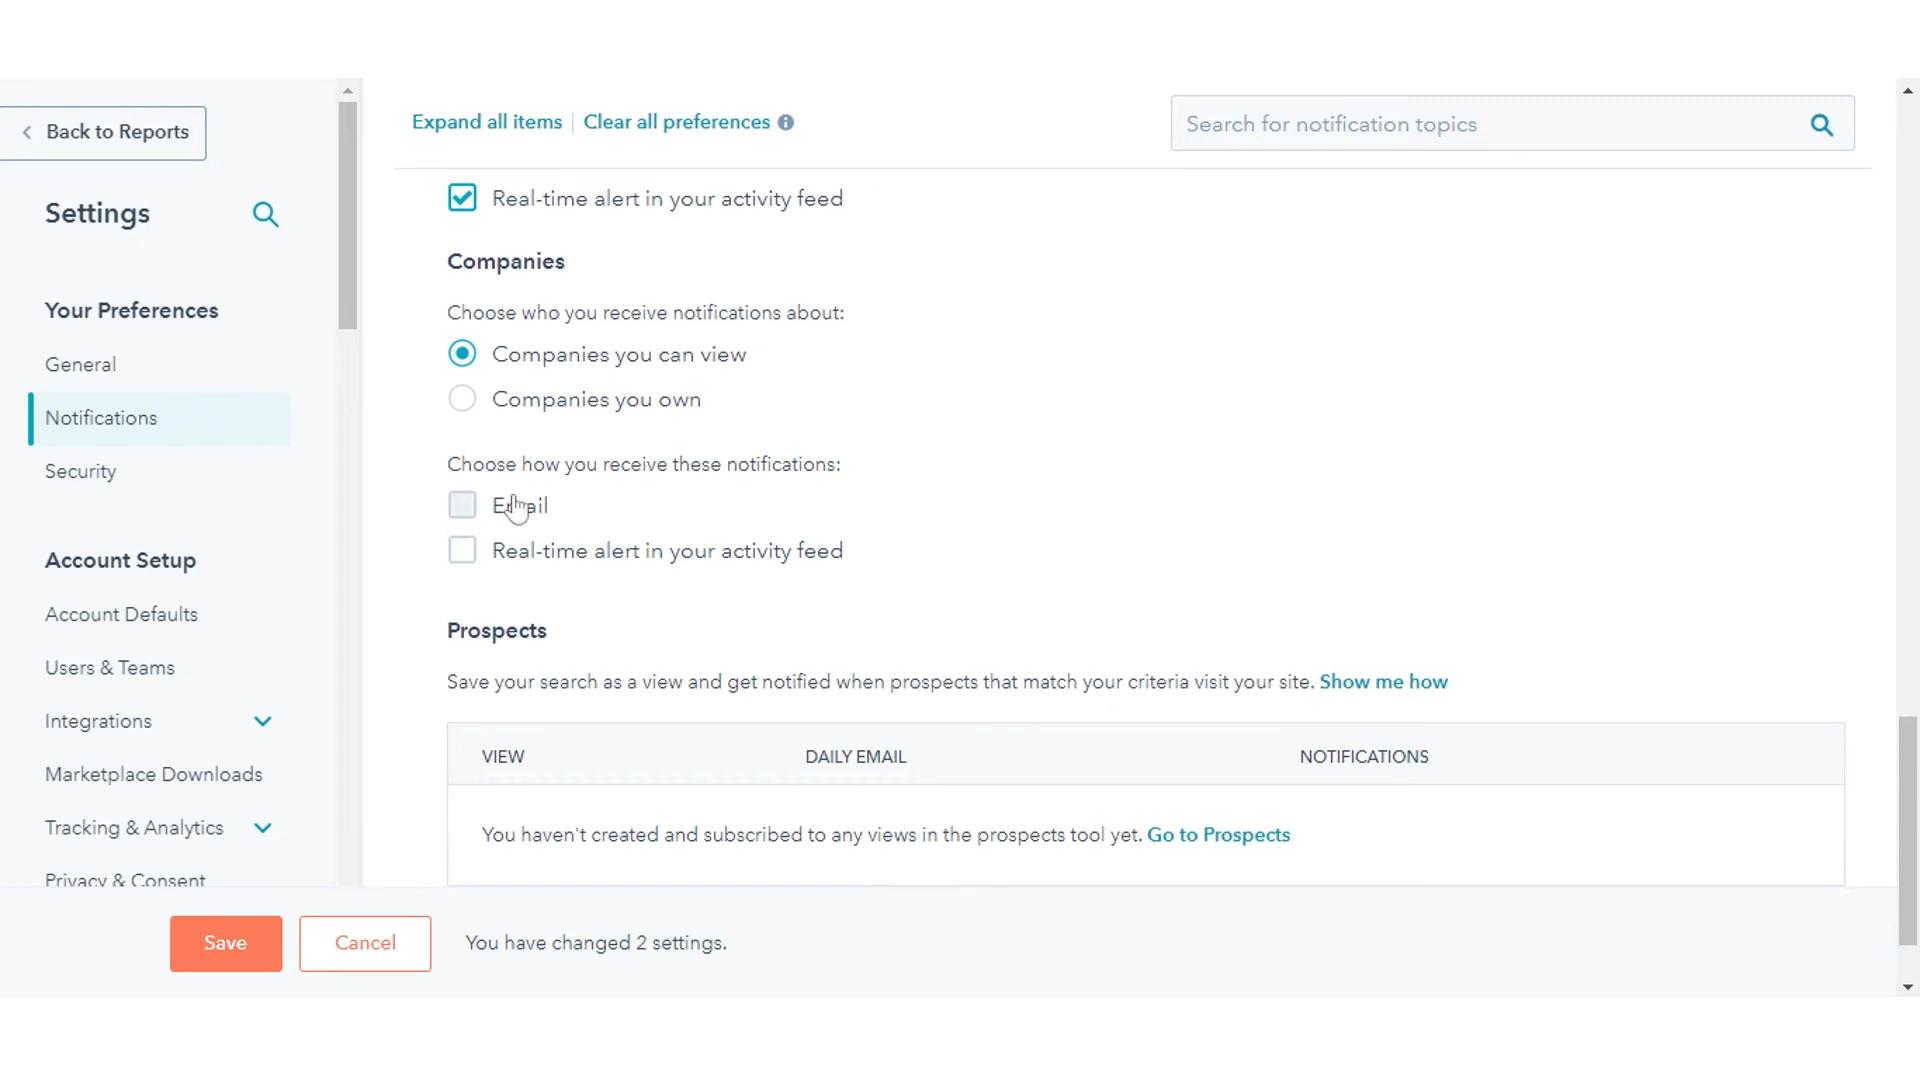 Back to Reports
Settings
Your Preferences
General
Notifications
Security
Account Setup
Account Defaults
Users & Teams
Integrations
Marketplace Downloads
Tracking & Analytics
Privacy & Consent
Expand all items | Clear all preferences
Search for notification topics
Real-time alert in your activity feed
Companies
Choose who you receive notifications about:
Companies you can view
Companies you own
Choose how you receive these notifications:
Email
Real-time alert in your activity feed
Prospects
Save your search as a view and get notified when prospects that match your criteria visit your site. Show me how
VIEW DAILY EMAIL NOTIFICATIONS
You haven't created and subscribed to any views in the prospects tool yet. Go to Prospects
Save Cancel You have changed 2 settings.